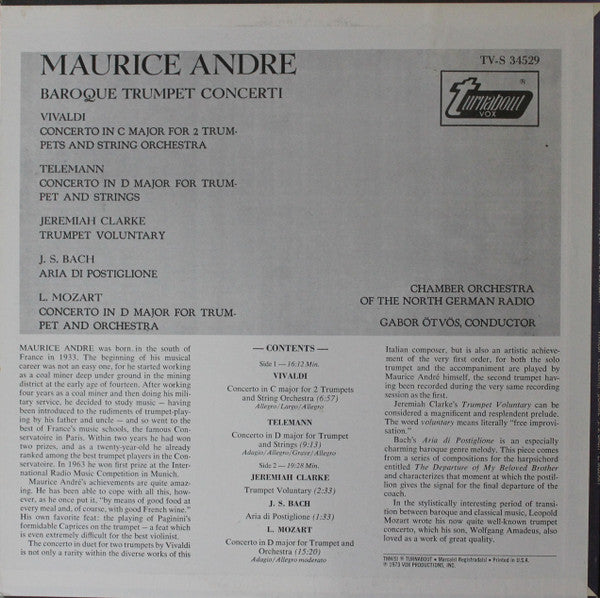 MAURICE ANDRE
BAROQUE TRUMPET CONCERTI
VIVALDI
CONCERTO IN C MAJOR FOR 2 TRUM-
PETS AND STRING ORCHESTRA
TELEMANN
CONCERTO IN D MAJOR FOR TRUM-
PET AND STRINGS
JEREMIAH CLARKE
TRUMPET VOLUNTARY
J. S. BACH
ARIA DI POSTIGLIONE
L. MOZART
CONCERTO IN D MAJOR FOR TRUM-
PET AND ORCHESTRA
TV-S 34529
Turnabout
VOX
®
CHAMBER ORCHESTRA
OF THE NORTH GERMAN RADIO
GABOR ÖTVÖS, CONDUCTOR
MAURICE ANDRE was born in the south of
France in 1933. The beginning of his musical
career was not an easy one, for he started working
as a coal miner deep under ground in the mining
district at the early age of fourteen. After working
four years as a coal miner and then doing his mili-
tary service, he decided to study music – having
been introduced to the rudiments of trumpet-play-
ing by his father and uncle – and so went to the
best of France's music schools, the famous Con-
servatoire in Paris. Within two years he had won
two prizes, and as a twenty-year-old he already
ranked among the best trumpet players in the Con-
servatoire. In 1963 he won first prize at the Inter-
national Radio Music Competition in Munich.
Maurice André's achievements are quite amaz-
ing. He has been able to cope with all this, how-
ever, as he once put it, "by means of good food at
every meal and, of course, with good French wine."
His own favorite feat: the playing of Paginini's
formidable Caprices on the trumpet – a feat which
is even extremely difficult for the best violinist.
The concerto in duet for two trumpets by Vivaldi
is not only a rarity within the diverse works of this
— CONTENTS —
Side 1 — 16:12 Min.
VIVALDI
Concerto in C major for 2 Trumpets
and String Orchestra (6:57)
Allegro/Largo/Allegro
TELEMANN
Concerto in D major for Trumpet
and Strings (9:13)
Adagio/Allegro/Grave/Allegro
Side 2 — 19:28 Min.
JEREMIAH CLARKE
Trumpet Voluntary (2:33)
J. S. BACH
Aria di Postiglione (1:33)
L. MOZART
Concerto in D major for Trumpet and
Orchestra (15:20)
Adagio/Allegro moderato
Italian composer, but is also an artistic achieve-
ment of the very first order, for both the solo
trumpet and the accompaniment are played by
Maurice André himself, the second trumpet hav-
ing been recorded during the very same recording
session as the first.
Jeremiah Clarke's Trumpet Voluntary can be
considered a magnificent and resplendent prelude.
The word voluntary means literally "free improvi-
sation."
Bach's Aria di Postiglione is an especially
charming baroque genre melody. This piece comes
from a series of compositions for the harpsichord
entitled The Departure of My Beloved Brother
and characterizes that moment at which the postil-
lion gives the signal for the final departure of the
coach.
In the stylistically interesting period of transi-
tion between baroque and classical music, Leopold
Mozart wrote his now quite well-known trumpet
concerto, which his son, Wolfgang Amadeus, also
loved as a work of great quality.
TM(S) ® TURNABOUT • Marca(s) Registrada(s) • Printed in U.S.A.
℗ 1973 VOX PRODUCTIONS, INC.